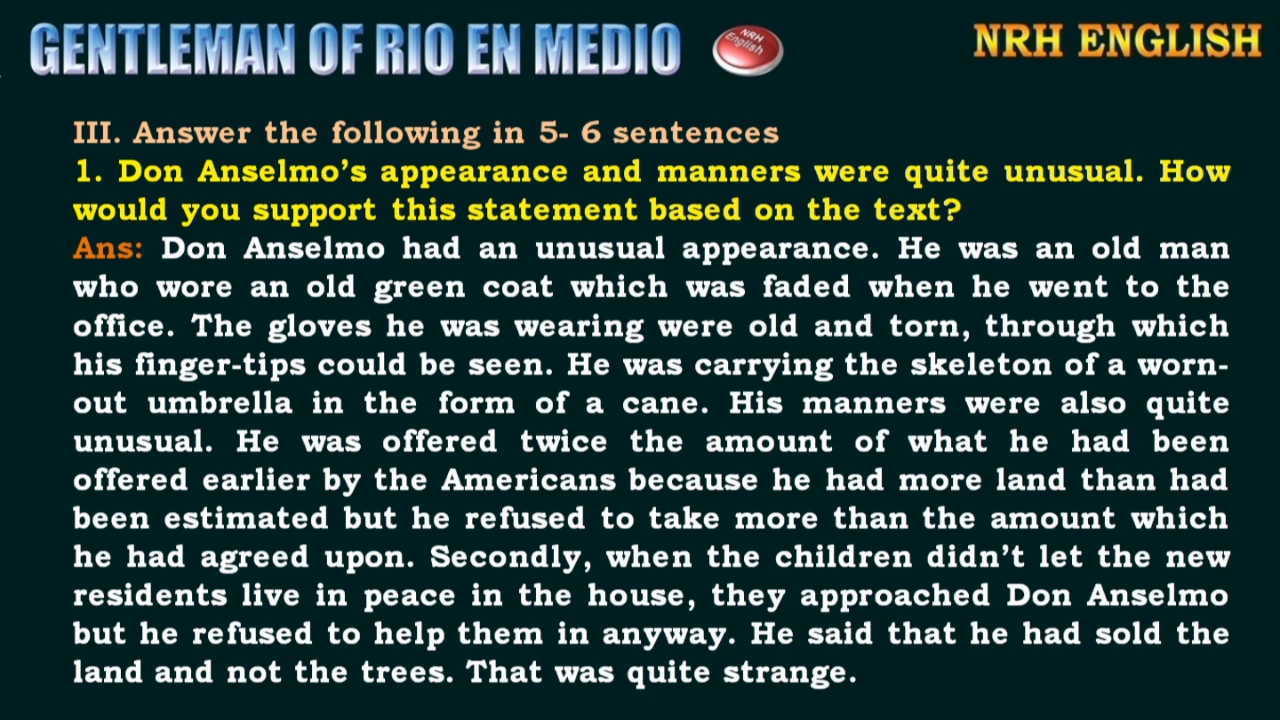 GENTLEMAN OF RIO EN MEDIO
NRH English
NRH ENGLISH
III. Answer the following in 5- 6 sentences
1. Don Anselmo's appearance and manners were quite unusual. How
would you support this statement based on the text?
Ans: Don Anselmo had an unusual appearance. He was an old man
who wore an old green coat which was faded when he went to the
office. The gloves he was wearing were old and torn, through which
his finger-tips could be seen. He was carrying the skeleton of a worn-
out umbrella in the form of a cane. His manners were also quite
unusual. He was offered twice the amount of what he had been
offered earlier by the Americans because he had more land than had
been estimated but he refused to take more than the amount which
he had agreed upon. Secondly, when the children didn't let the new
residents live in peace in the house, they approached Don Anselmo
but he refused to help them in anyway. He said that he had sold the
land and not the trees. That was quite strange.